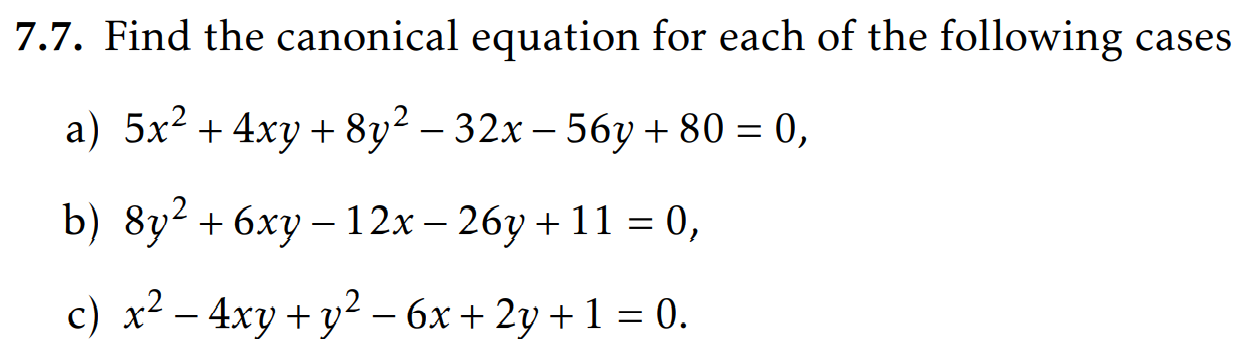 7.7. Find the canonical equation for each of the following cases
a) 5x² + 4xy + 8y² − 32x − 56y + 80 = 0,
b) 8y² + 6xy − 12x − 26y + 11 = 0,
c) x² − 4xy + y² − 6x + 2y + 1 = 0.